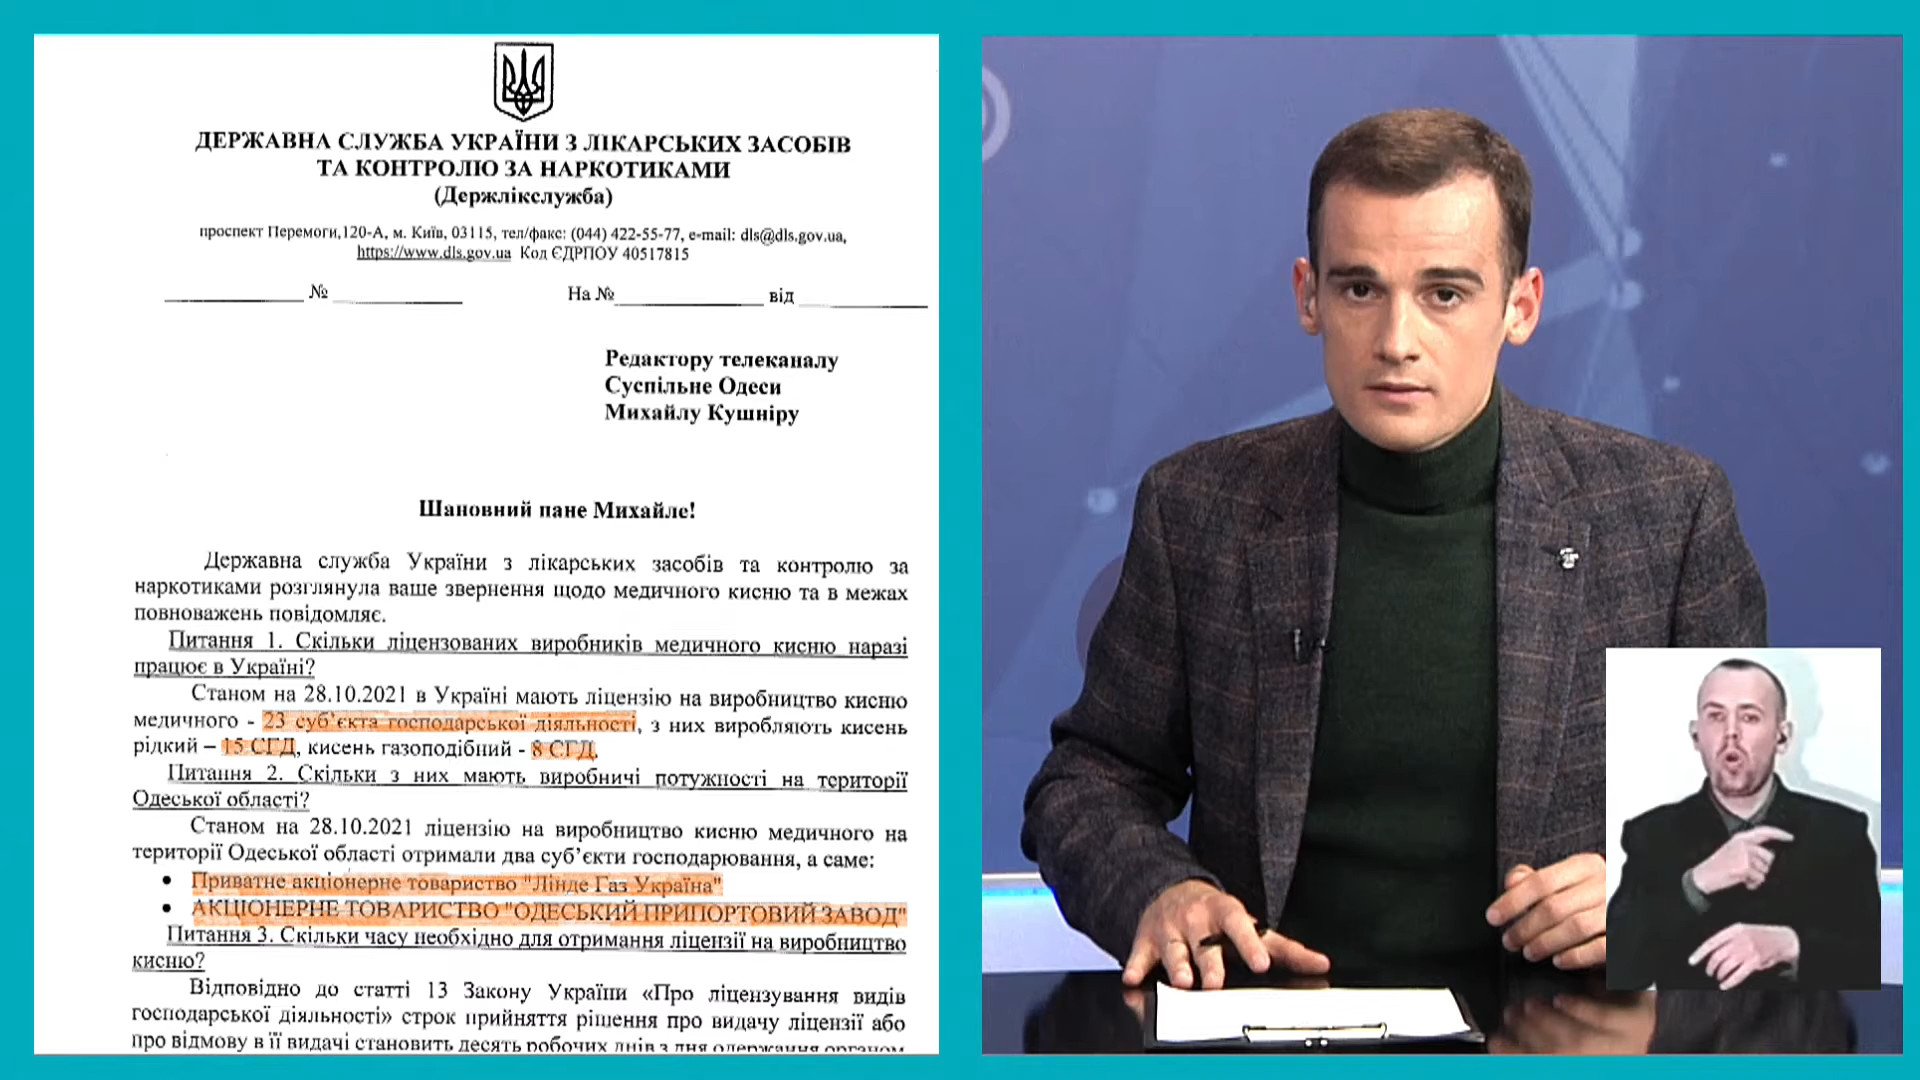 ДЕРЖАВНА СЛУЖБА УКРАЇНИ З ЛІКАРСЬКИХ ЗАСОБІВ
ТА КОНТРОЛЮ ЗА НАРКОТИКАМИ
(Держлікслужба)
проспект Перемоги,120-А, м. Київ, 03115, тел/факс: (044) 422-55-77, e-mail: dls@dls.gov.ua,
https://www.dls.gov.ua Код ЄДРПОУ 40517815
№ На № від
Редактору телеканалу
Суспільне Одеси
Михайлу Кушніру
Шановний пане Михайле!
Державна служба України з лікарських засобів та контролю за
наркотиками розглянула ваше звернення щодо медичного кисню та в межах
повноважень повідомляє.
Питання 1. Скільки ліцензованих виробників медичного кисню наразі
працює в Україні?
Станом на 28.10.2021 в Україні мають ліцензію на виробництво кисню
медичного - 23 суб'єкта господарської діяльності, з них виробляють кисень
рідкий – 15 СГД, кисень газоподібний - 8 СГД.
Питання 2. Скільки з них мають виробничі потужності на території
Одеської області?
Станом на 28.10.2021 ліцензію на виробництво кисню медичного на
території Одеської області отримали два суб'єкти господарювання, а саме:
• Приватне акціонерне товариство "Лінде Газ Україна"
• АКЦІОНЕРНЕ ТОВАРИСТВО "ОДЕСЬКИЙ ПРИПОРТОВИЙ ЗАВОД"
Питання 3. Скільки часу необхідно для отримання ліцензії на виробництво
кисню?
Відповідно до статті 13 Закону України «Про ліцензування видів
господарської діяльності» строк прийняття рішення про видачу ліцензії або
про відмову в її видачі становить десять робочих днів з дня одержання органом